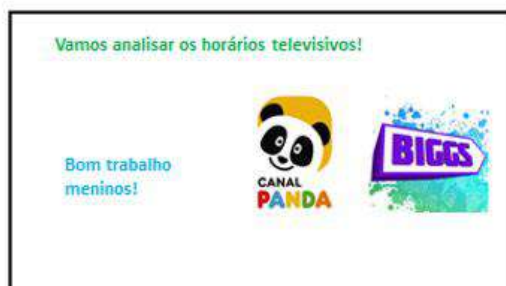 Vamos analisar os horários televisivos!
Bom trabalho
meninos!
CANAL
PANDA
BIGGS